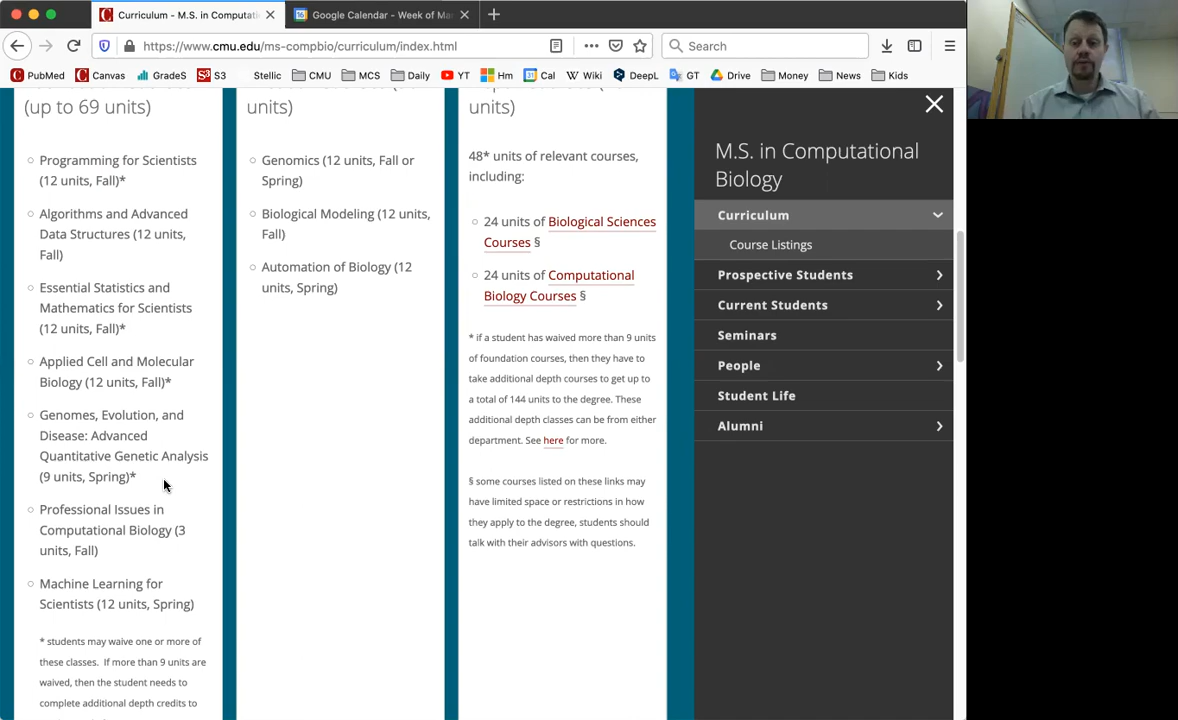 Curriculum - M.S. in Computati
Google Calendar - Week of Mar
https://www.cmu.edu/ms-compbio/curriculum/index.html
Search
PubMed
Canvas
GradeS
S3
Stellic
CMU
MCS
Daily
YT
Hm
Cal
Wiki
DeepL
GT
Drive
Money
News
Kids
(up to 69 units)
Programming for Scientists
(12 units, Fall)*
Algorithms and Advanced
Data Structures (12 units,
Fall)
Essential Statistics and
Mathematics for Scientists
(12 units, Fall)*
Applied Cell and Molecular
Biology (12 units, Fall)*
Genomes, Evolution, and
Disease: Advanced
Quantitative Genetic Analysis
(9 units, Spring)*
Professional Issues in
Computational Biology (3
units, Fall)
Machine Learning for
Scientists (12 units, Spring)
* students may waive one or more of
these classes. If more than 9 units are
waived, then the student needs to
complete additional depth credits to
units)
Genomics (12 units, Fall or
Spring)
Biological Modeling (12 units,
Fall)
Automation of Biology (12
units, Spring)
units)
48* units of relevant courses,
including:
24 units of Biological Sciences
Courses §
24 units of Computational
Biology Courses §
* if a student has waived more than 9 units
of foundation courses, then they have to
take additional depth courses to get up to
a total of 144 units to the degree. These
additional depth classes can be from either
department. See here for more.
§ some courses listed on these links may
have limited space or restrictions in how
they apply to the degree, students should
talk with their advisors with questions.
M.S. in Computational
Biology
Curriculum
Course Listings
Prospective Students
Current Students
Seminars
People
Student Life
Alumni